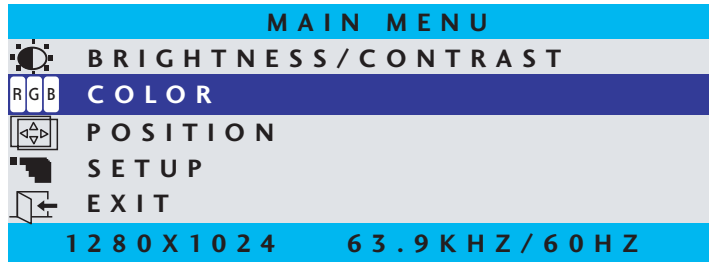 MAIN MENU
BRIGHTNESS/CONTRAST
RGB COLOR
POSITION
SETUP
EXIT
1280X1024 63.9KHZ/60HZ